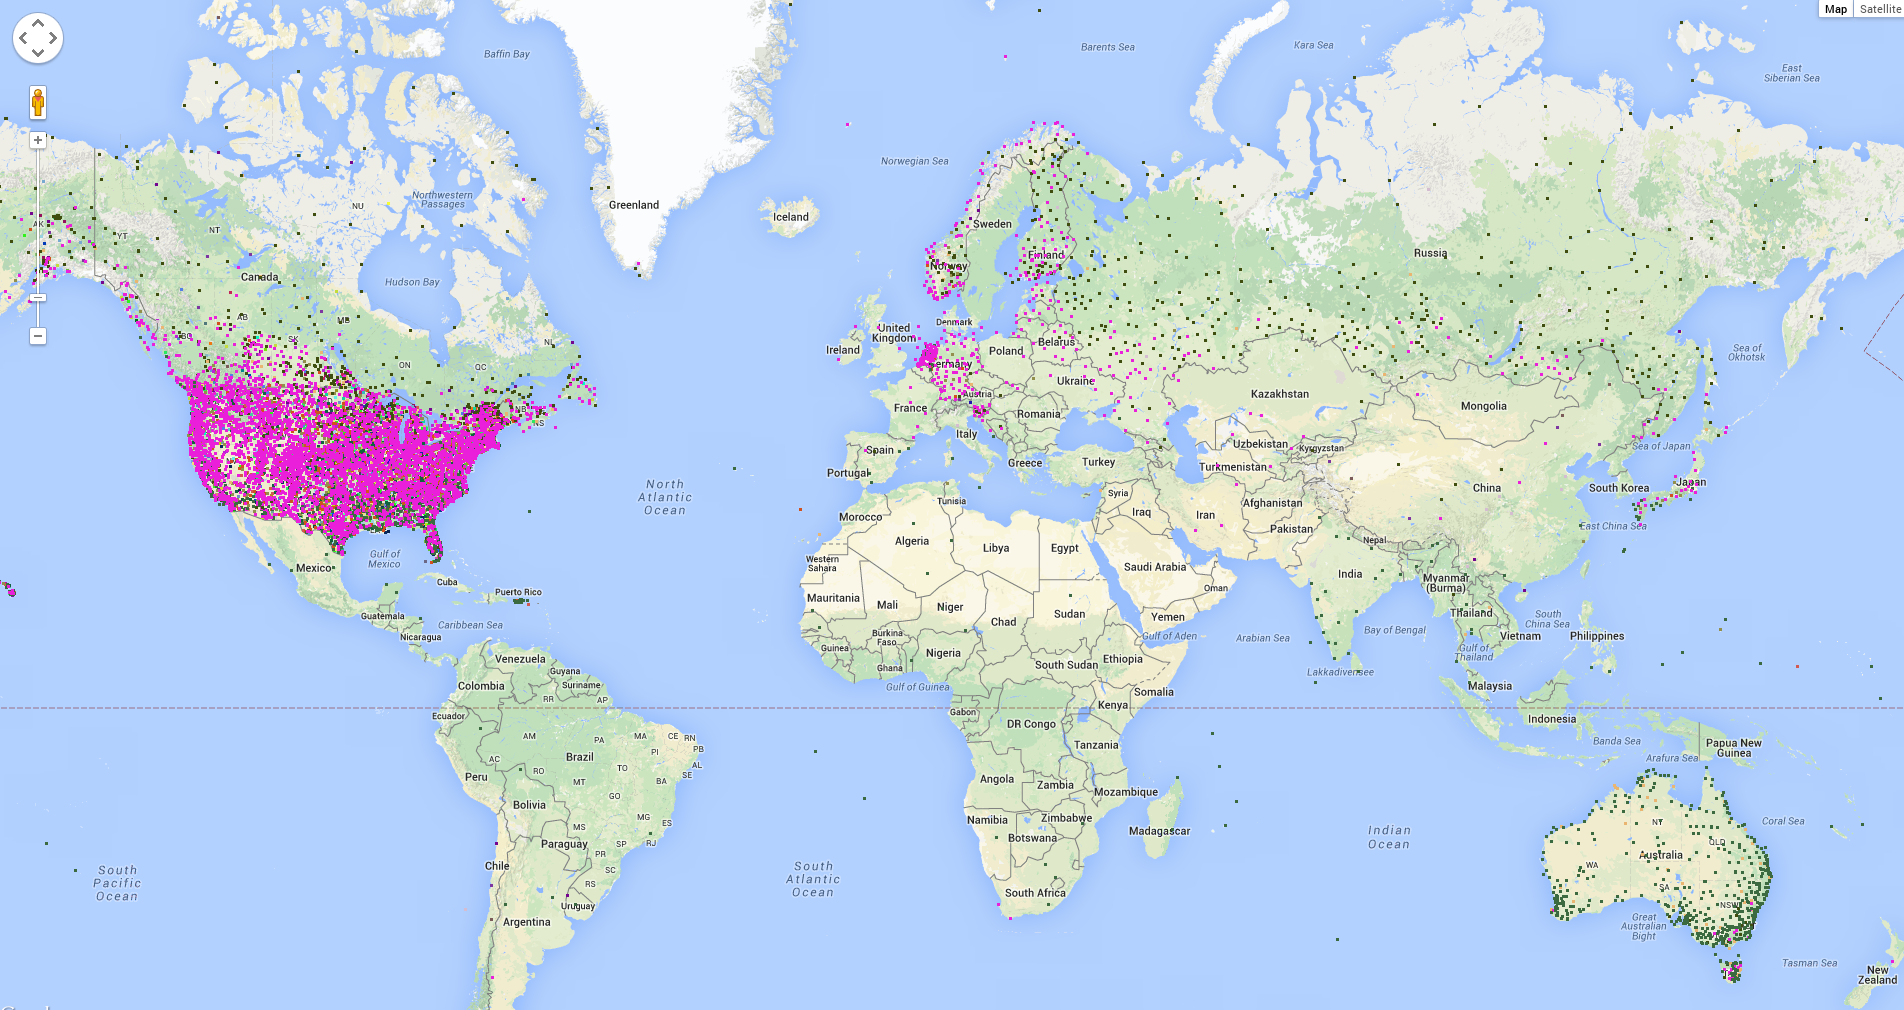 Map
Satellite
Baffin Bay
Barents Sea
Kara Sea
East
Siberian Sea
Norwegian Sea
Northwestern
Passages
NU
Greenland
Iceland
Sweden
AK
YT
NT
Canada
Hudson Bay
Norway
Finland
Russia
AB
MB
SK
BC
ON
QC
NL
NB
NS
United
Kingdom
Denmark
Ireland
Belarus
Poland
Germany
Sea of
Okhotsk
Ukraine
Austria
Kazakhstan
France
Romania
Mongolia
Italy
Spain
Uzbekistan
Kyrgyzstan
Sea of Japan
Portugal
Greece
Turkey
Turkmenistan
North
Atlantic
Ocean
Tunisia
Syria
China
South Korea
Japan
Morocco
Iraq
Iran
Afghanistan
Pakistan
East China Sea
Algeria
Libya
Egypt
Nepal
Gulf of
Mexico
Mexico
Western
Sahara
Saudi Arabia
India
Myanmar
(Burma)
Cuba
Puerto Rico
Oman
Mauritania
Mali
Niger
Chad
Sudan
Yemen
Thailand
South
China Sea
Vietnam
Philippines
Guatemala
Caribbean Sea
Nicaragua
Guinea
Burkina
Faso
Nigeria
Ghana
Gulf of Aden
Arabian Sea
Bay of Bengal
Gulf of
Thailand
Venezuela
Guyana
Suriname
Colombia
South Sudan
Ethiopia
Lakkadivensee
Malaysia
Gulf of Guinea
Somalia
RR
AP
Ecuador
Gabon
Kenya
DR Congo
Indonesia
AM
PA
MA
CE
RN
PB
PI
AL
SE
Tanzania
Banda Sea
Papua New
Guinea
Arafura Sea
AC
RO
Brazil
TO
BA
MT
Peru
Angola
Zambia
Mozambique
Bolivia
GO
MG
ES
MS
Namibia
Zimbabwe
Botswana
Madagascar
Indian
Ocean
NT
Coral Sea
QLD
Paraguay
PR
SP
RJ
SC
RS
Chile
Australia
WA
SA
South
Pacific
Ocean
South
Atlantic
Ocean
South Africa
Uruguay
Argentina
NSW
Great
Australian
Bight
Tasman Sea
New
Zealand